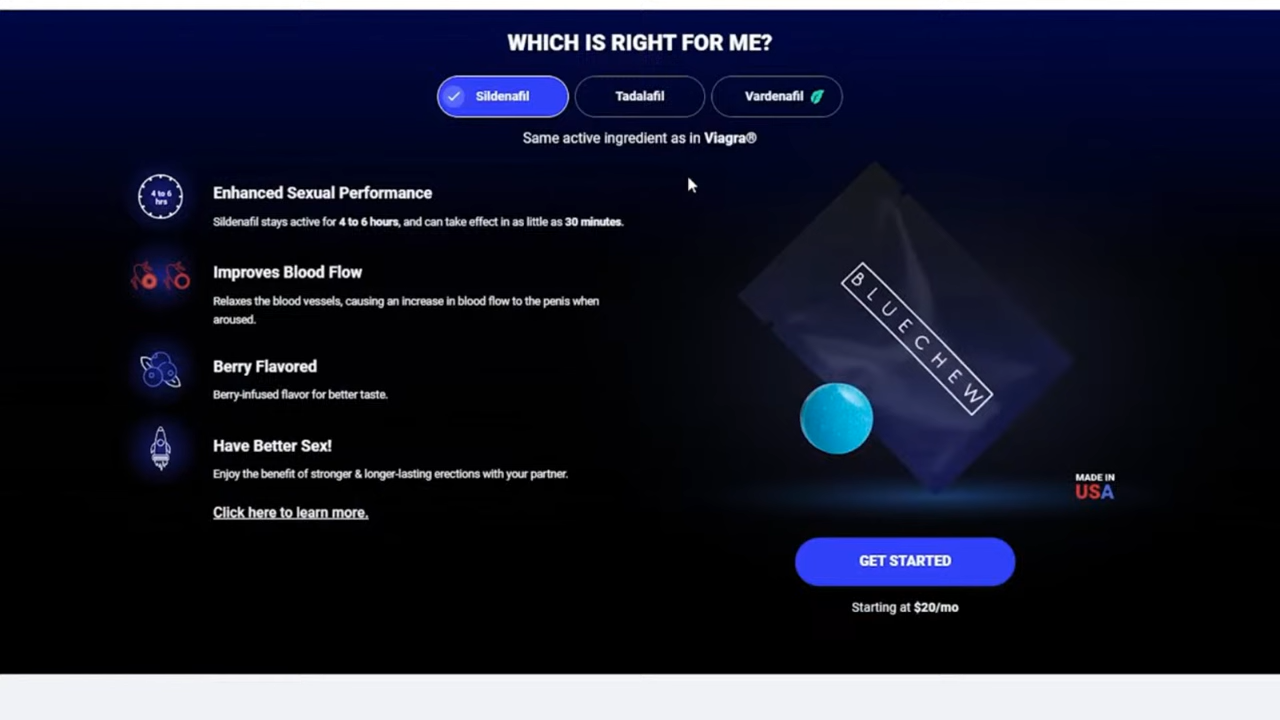 WHICH IS RIGHT FOR ME?
Sildenafil
Tadalafil
Vardenafil
Same active ingredient as in Viagra®
4 to 6
hrs
Enhanced Sexual Performance
Sildenafil stays active for 4 to 6 hours, and can take effect in as little as 30 minutes.
Improves Blood Flow
Relaxes the blood vessels, causing an increase in blood flow to the penis when
aroused.
Berry Flavored
Berry-infused flavor for better taste.
Have Better Sex!
Enjoy the benefit of stronger & longer-lasting erections with your partner.
Click here to learn more.
BLUECHEW
MADE IN
USA
GET STARTED
Starting at $20/mo